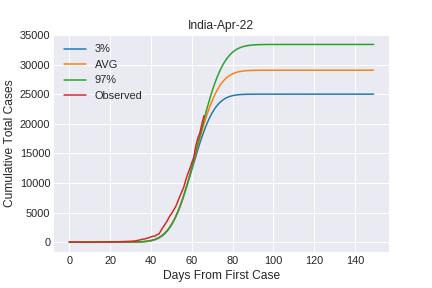 India-Apr-22
35000
30000
25000
20000
15000
10000
5000
0
Cumulative Total Cases
3%
AVG
97%
Observed
0 20 40 60 80 100 120 140
Days From First Case